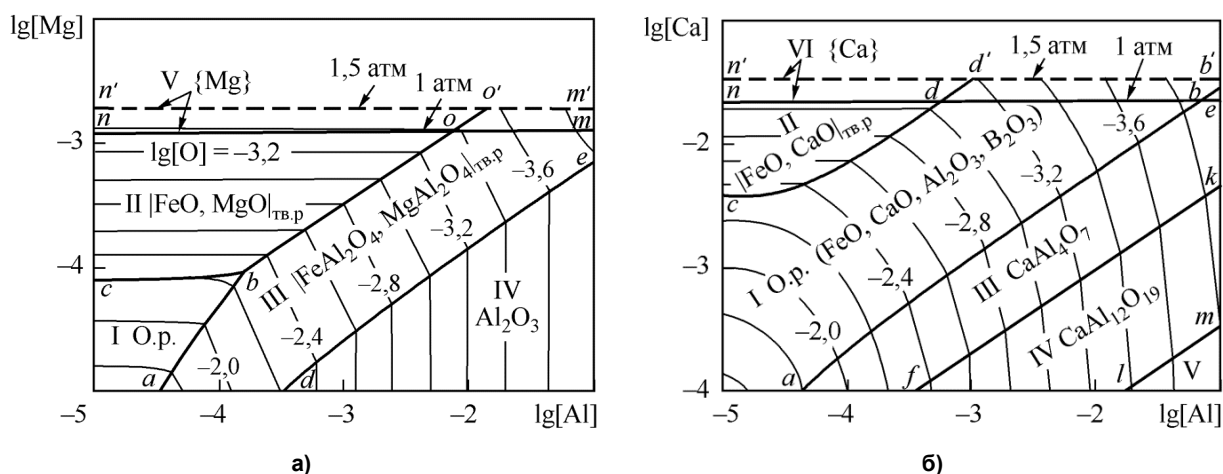 lg[Mg]
V {Mg}
1,5 атм
1 атм
n′
o′
m′
n
o
m
–3
lg[O] = –3,2
e
–3,6
II |FeO, MgO|тв.р
III |FeAl2O4, MgAl2O4|тв.р
–3,2
–4
c
b
–2,8
IV
Al2O3
I О.р.
–2,4
–2,0
a
d
–5
–4
–3
–2
lg[Al]
а)
lg[Ca]
VI {Ca}
1,5 атм
1 атм
n′
d′
b′
n
d
b
e
II
|FeO, CaO|тв.р
–3,6
–2
c
I О.р. (FeO, CaO, Al2O3, B2O3)
–3,2
k
–2,8
–3
–2,4
III CaAl4O7
–2,0
IV CaAl12O19
m
a
f
l
V
–4
–5
–4
–3
–2
lg[Al]
б)